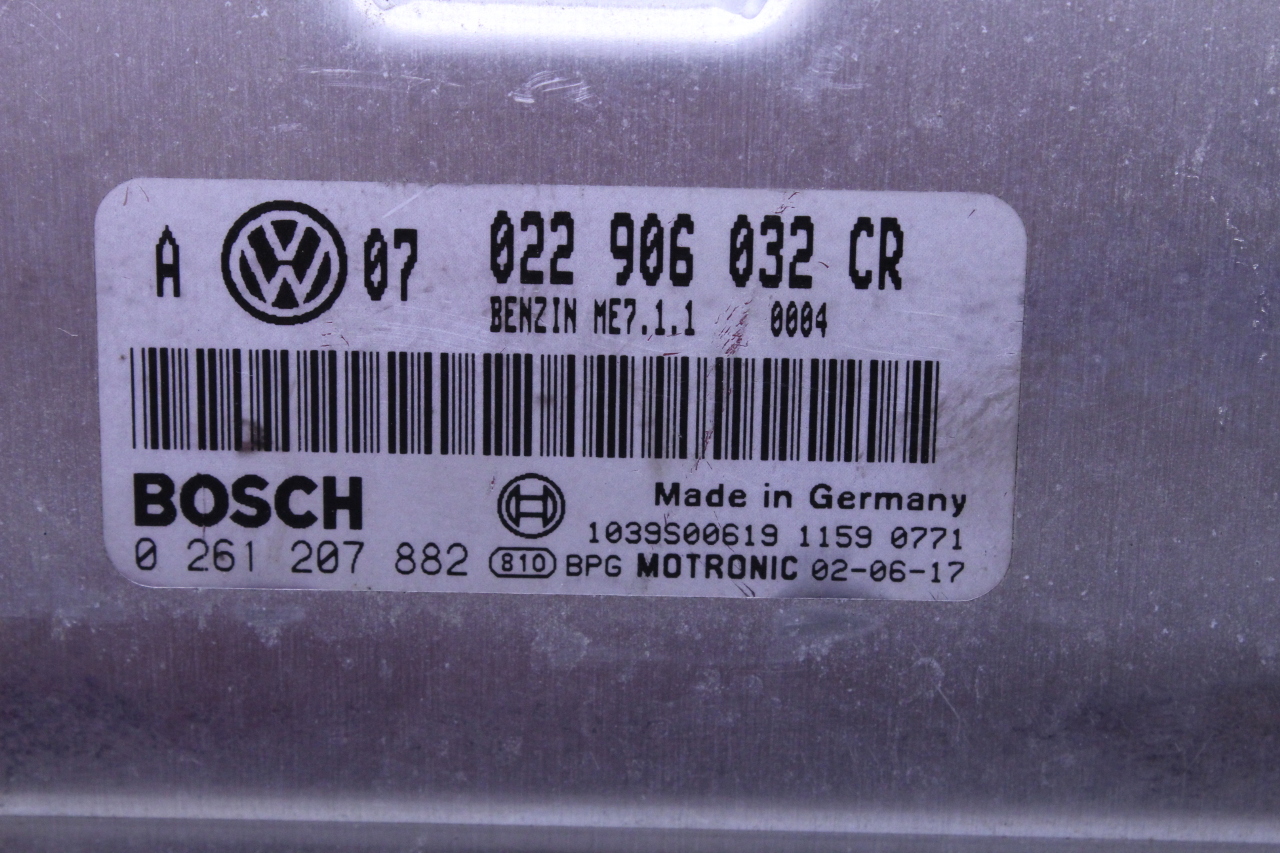 A VW 07 022 906 032 CR
BENZIN ME7.1.1 0004
BOSCH
Made in Germany
1039S00619 1159 0771
0 261 207 882 810 BPG MOTRONIC 02-06-17